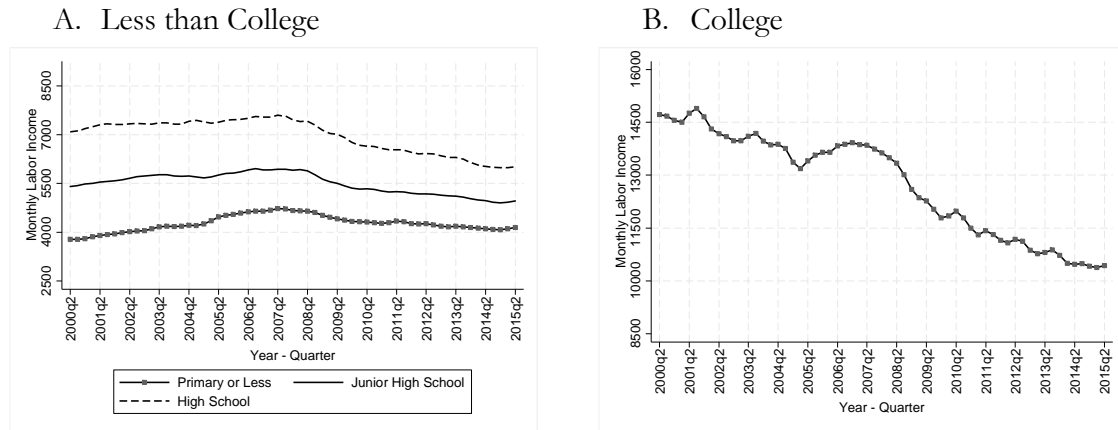 A. Less than College
Monthly Labor Income
8500
7000
5500
4000
2500
2000q2 2001q2 2002q2 2003q2 2004q2 2005q2 2006q2 2007q2 2008q2 2009q2 2010q2 2011q2 2012q2 2013q2 2014q2 2015q2
Year - Quarter
Primary or Less Junior High School
High School
B. College
Monthly Labor Income
16000
14500
13000
11500
10000
8500
2000q2 2001q2 2002q2 2003q2 2004q2 2005q2 2006q2 2007q2 2008q2 2009q2 2010q2 2011q2 2012q2 2013q2 2014q2 2015q2
Year - Quarter